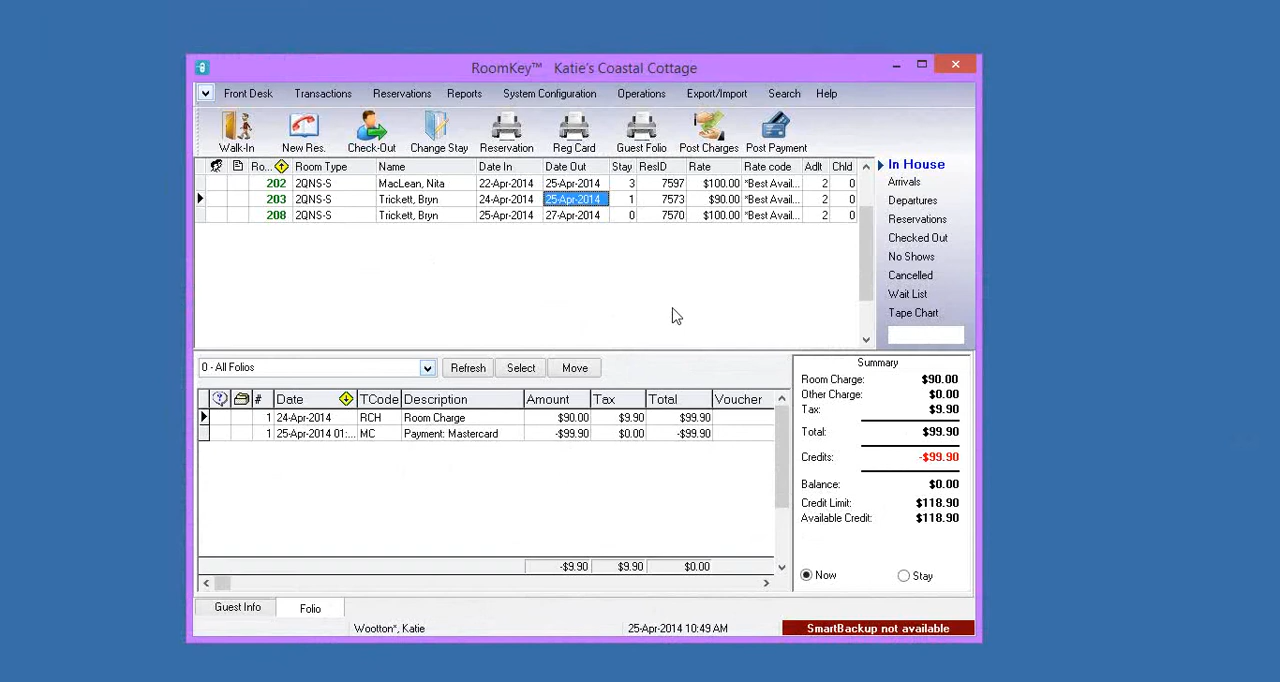 RoomKey™ Katie's Coastal Cottage
Front Desk Transactions Reservations Reports System Configuration Operations Export/Import Search Help
Walk-In New Res. Check-Out Change Stay Reservation Reg Card Guest Folio Post Charges Post Payment
Ro... Room Type Name Date In Date Out Stay ResID Rate Rate code Adlt Chld
202 2QNS-S MacLean, Nita 22-Apr-2014 25-Apr-2014 3 7597 $100.00 *Best Avail... 2 0
203 2QNS-S Trickett, Bryn 24-Apr-2014 25-Apr-2014 1 7573 $90.00 *Best Avail... 2 0
208 2QNS-S Trickett, Bryn 25-Apr-2014 27-Apr-2014 0 7570 $100.00 *Best Avail... 2 0
In House
Arrivals
Departures
Reservations
Checked Out
No Shows
Cancelled
Wait List
Tape Chart
0 - All Folios Refresh Select Move
# Date TCode Description Amount Tax Total Voucher
1 24-Apr-2014 RCH Room Charge $90.00 $9.90 $99.90
1 25-Apr-2014 01:... MC Payment: Mastercard -$99.90 $0.00 -$99.90
-$9.90 $9.90 $0.00
Summary
Room Charge: $90.00
Other Charge: $0.00
Tax: $9.90
Total: $99.90
Credits: -$99.90
Balance: $0.00
Credit Limit: $118.90
Available Credit: $118.90
Now Stay
Guest Info Folio
Wootton*, Katie 25-Apr-2014 10:49 AM SmartBackup not available